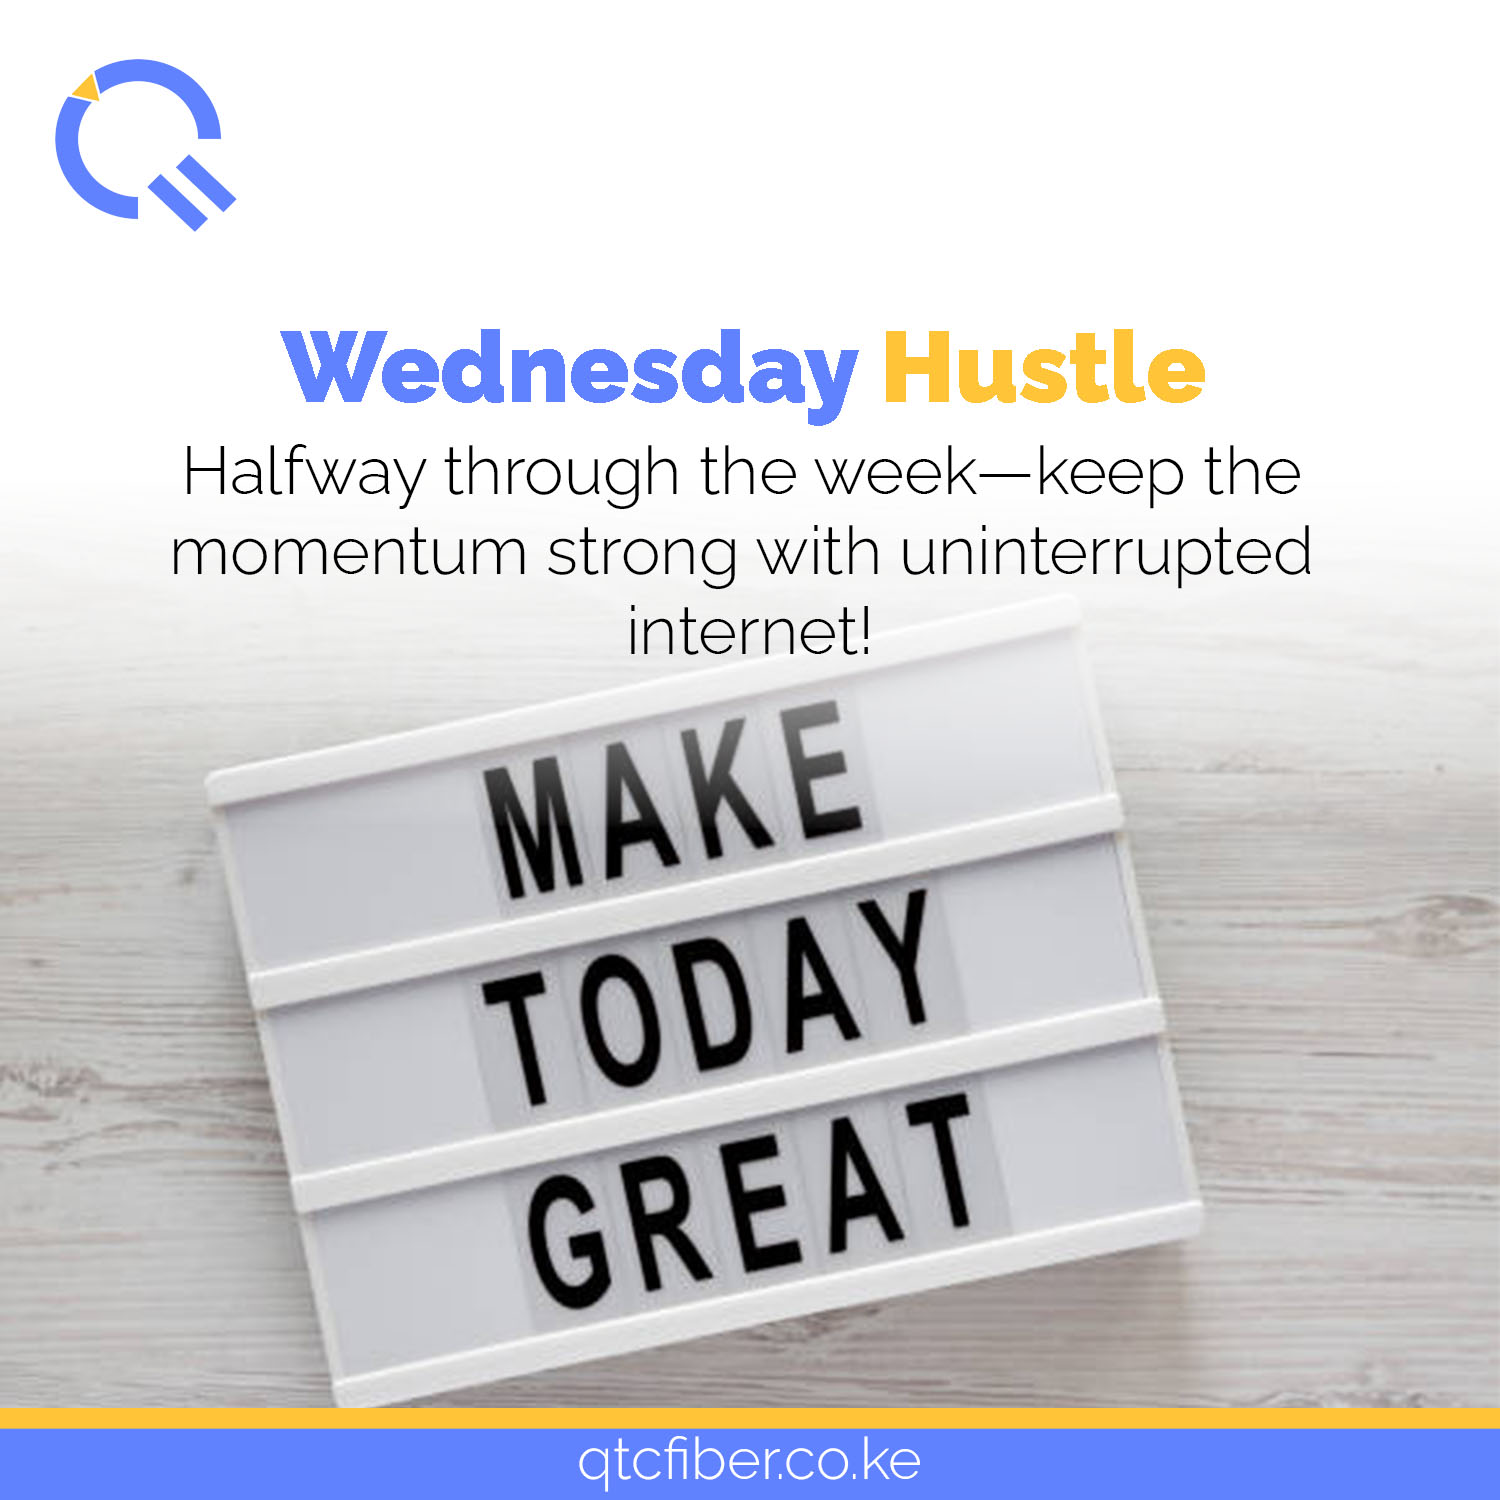 Wednesday Hustle
Halfway through the week—keep the
momentum strong with uninterrupted
internet!
MAKE
TODAY
GREAT
qtcfiber.co.ke